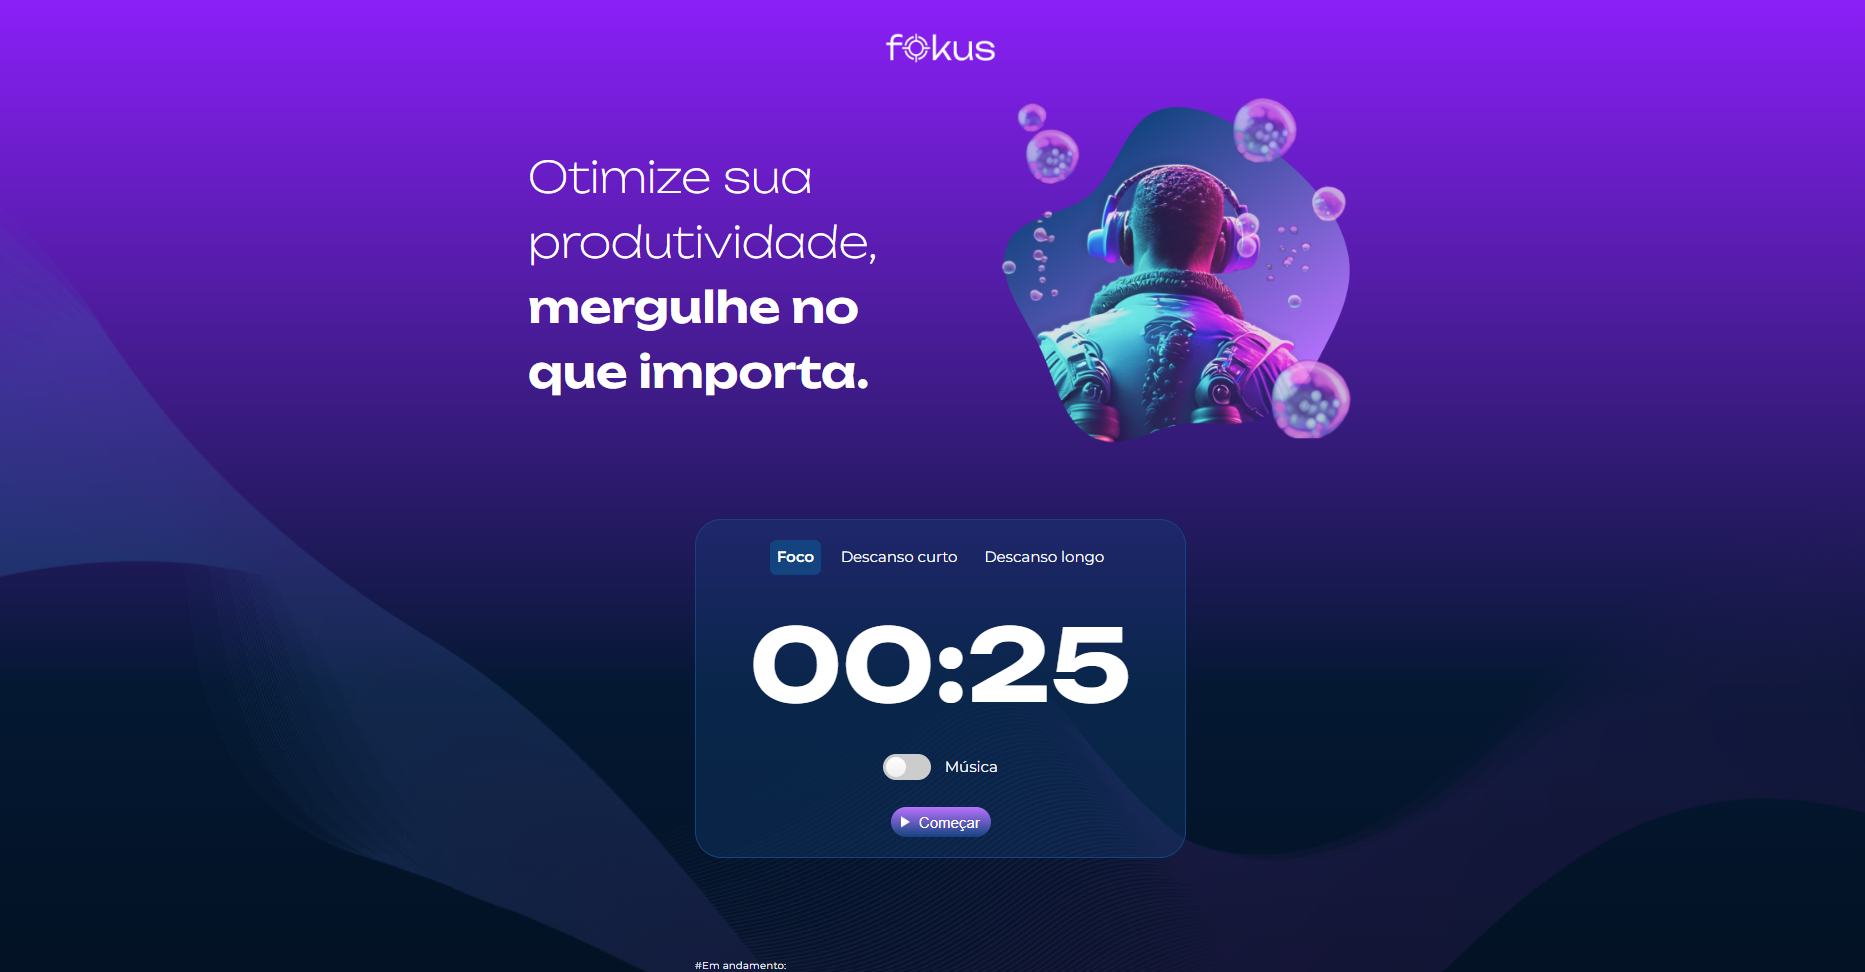 fokus
Otimize sua
produtividade,
mergulhe no
que importa.
Foco Descanso curto Descanso longo
00:25
Música
Começar
#Em andamento: